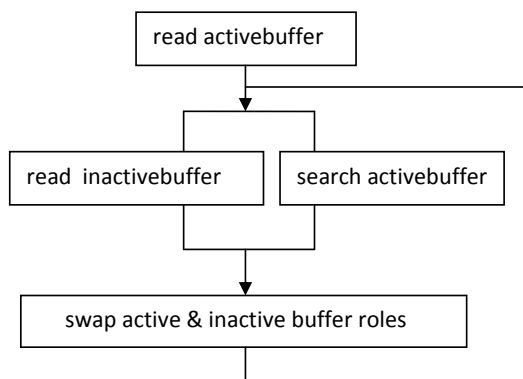 read activebuffer
read inactivebuffer
search activebuffer
swap active & inactive buffer roles